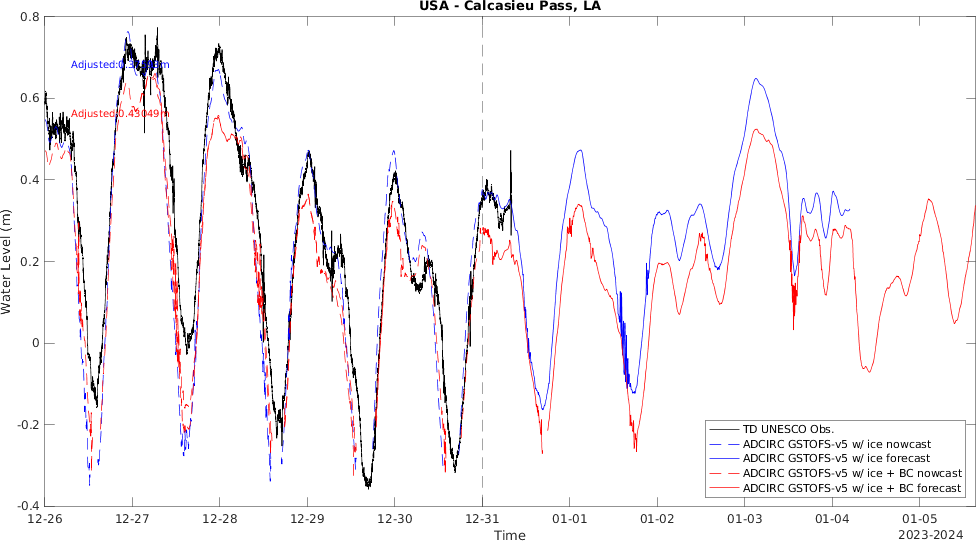 USA - Calcasieu Pass, LA
0.8
0.6
0.4
0.2
0
-0.2
-0.4
Water Level (m)
Adjusted:0.43049m
TD UNESCO Obs.
ADCIRC GSTOFS-v5 w/ ice nowcast
ADCIRC GSTOFS-v5 w/ ice forecast
ADCIRC GSTOFS-v5 w/ ice + BC nowcast
ADCIRC GSTOFS-v5 w/ ice + BC forecast
12-26 12-27 12-28 12-29 12-30 12-31 01-01 01-02 01-03 01-04 01-05
Time
2023-2024